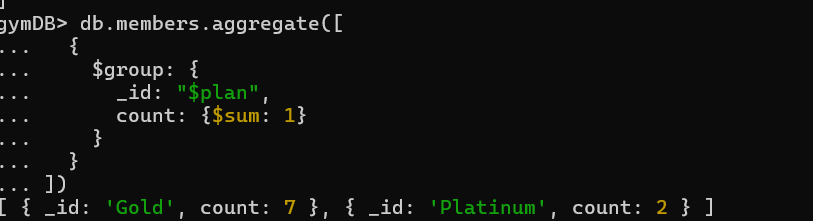 ]
gymDB> db.members.aggregate([
...   {
...     $group: {
...       _id: "$plan",
...       count: {$sum: 1}
...     }
...   }
... ])
[ { _id: 'Gold', count: 7 }, { _id: 'Platinum', count: 2 } ]